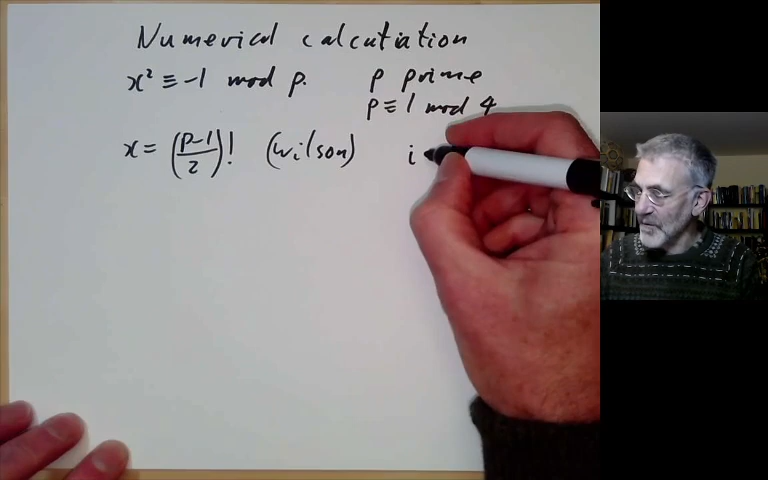 Numerical calculation
x² ≡ -1 mod p. p prime
p ≡ 1 mod 4
x = ((p-1)/2)! (Wilson) i